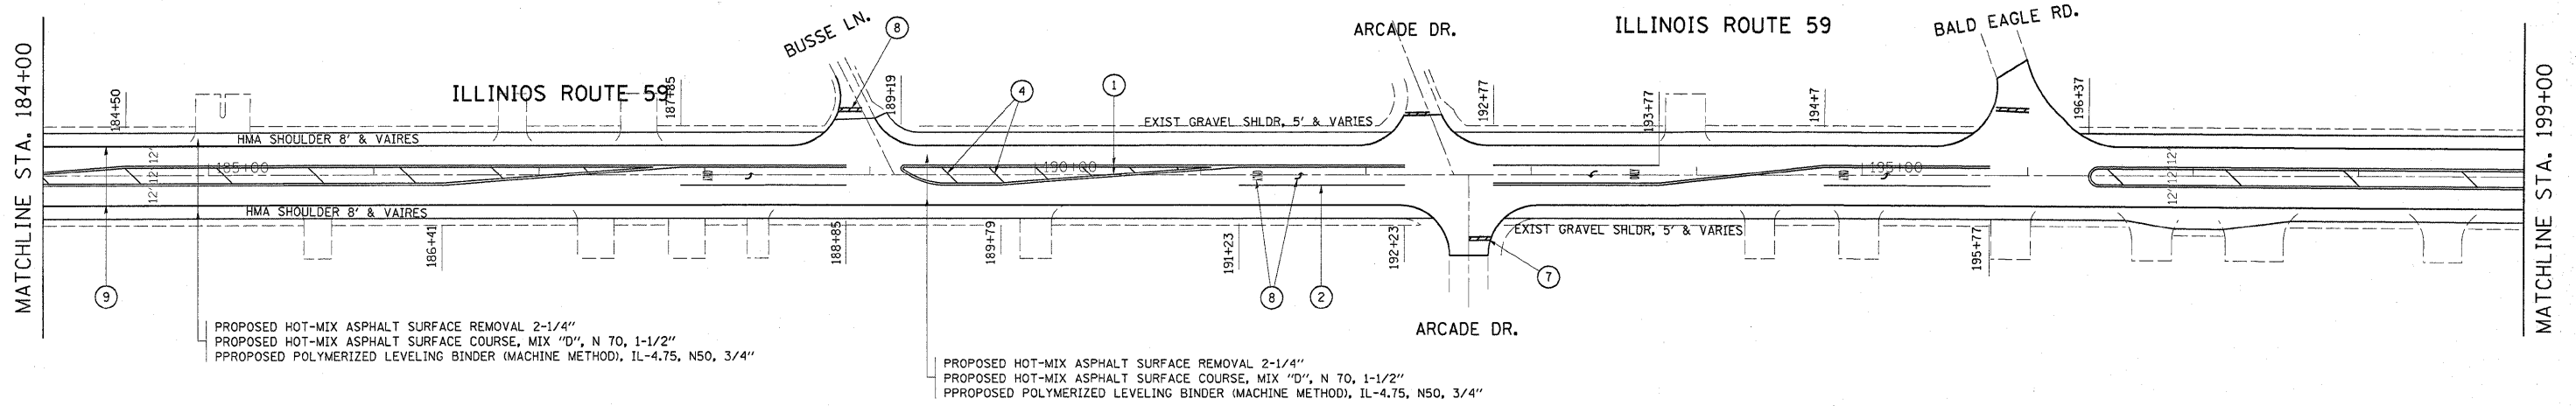 MATCHLINE STA. 184+00
BUSSE LN.
8
ARCADE DR.
ILLINOIS ROUTE 59
BALD EAGLE RD.
MATCHLINE STA. 199+00
ILLINIOS ROUTE 59
184+50
187+85
189+19
4
1
192+77
193+77
194+7
196+37
HMA SHOULDER 8' & VAIRES
EXIST GRAVEL SHLDR, 5' & VARIES
12' 12' 12'
185+00
190+00
195+00
12' 12' 12'
HMA SHOULDER 8' & VAIRES
EXIST GRAVEL SHLDR, 5' & VARIES
186+41
188+85
189+79
191+23
192+23
195+77
9
8
2
7
ARCADE DR.
PROPOSED HOT-MIX ASPHALT SURFACE REMOVAL 2-1/4"
PROPOSED HOT-MIX ASPHALT SURFACE COURSE, MIX "D", N 70, 1-1/2"
PPROPOSED POLYMERIZED LEVELING BINDER (MACHINE METHOD), IL-4.75, N50, 3/4"
PROPOSED HOT-MIX ASPHALT SURFACE REMOVAL 2-1/4"
PROPOSED HOT-MIX ASPHALT SURFACE COURSE, MIX "D", N 70, 1-1/2"
PPROPOSED POLYMERIZED LEVELING BINDER (MACHINE METHOD), IL-4.75, N50, 3/4"